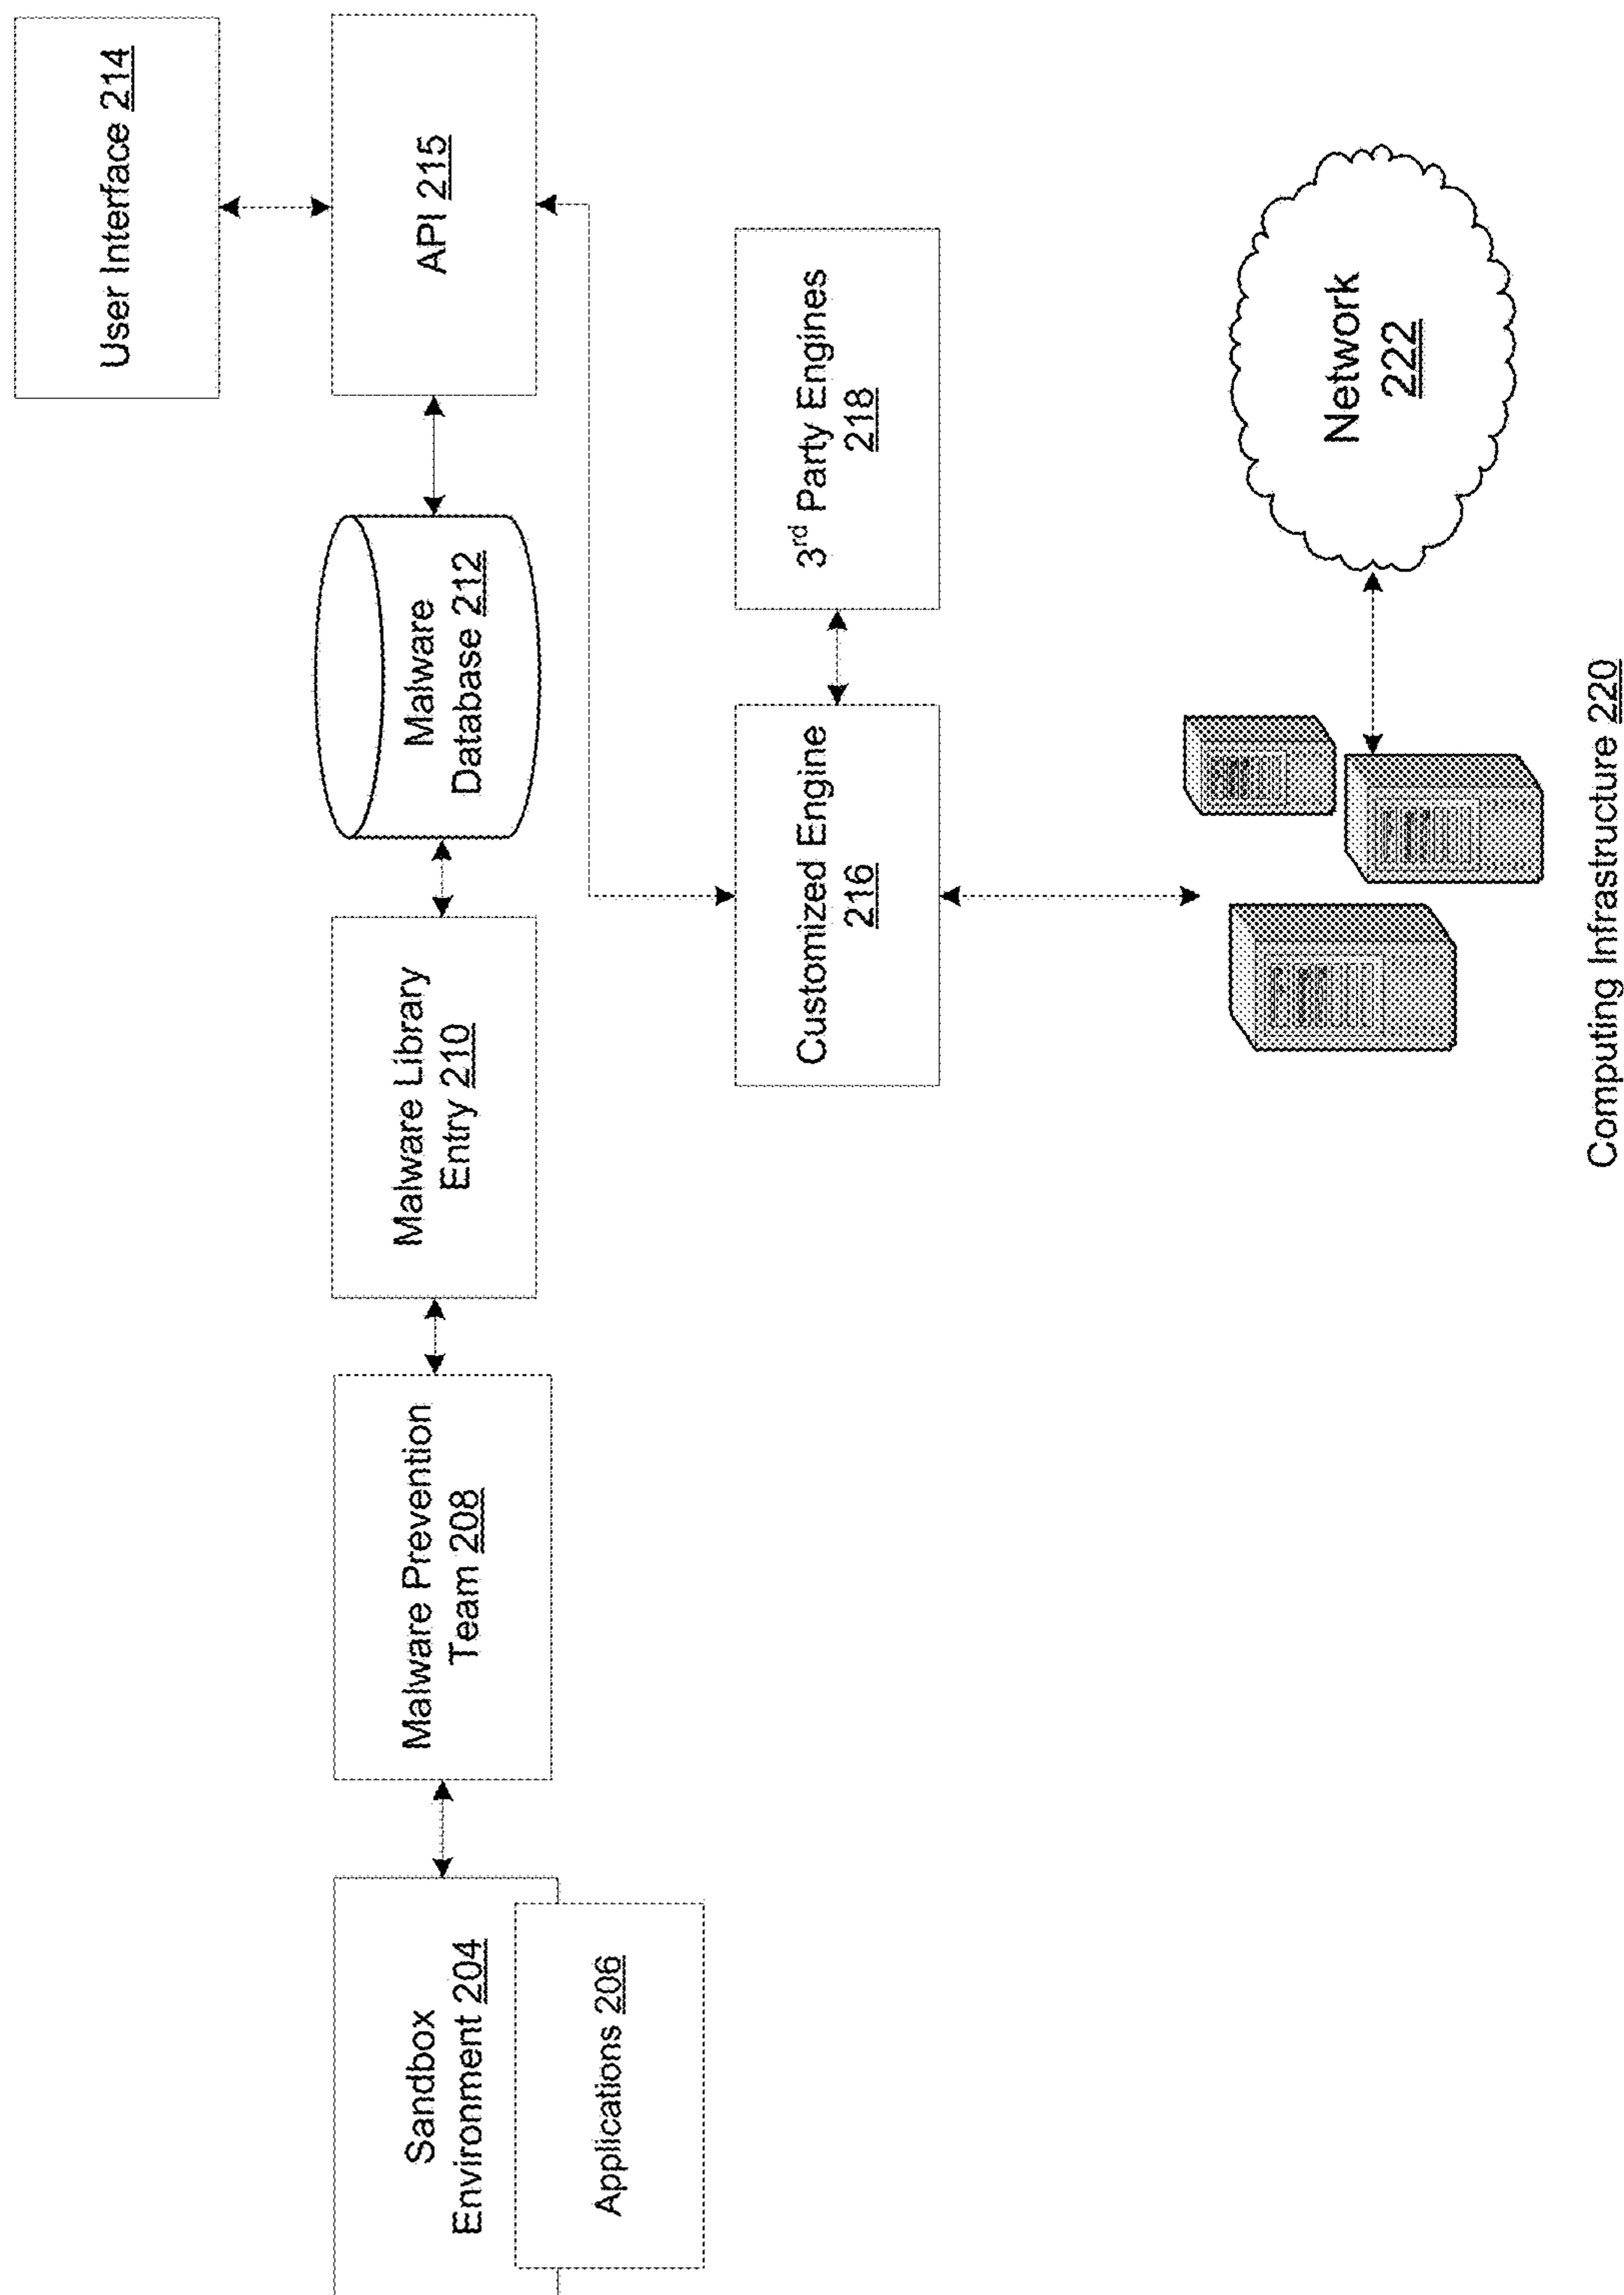 Sandbox
Environment 204
Applications 206
Malware Prevention
Team 208
Malware Library
Entry 210
Malware
Database 212
User Interface 214
API 215
Customized Engine
216
3rd Party Engines
218
Network
222
Computing Infrastructure 220